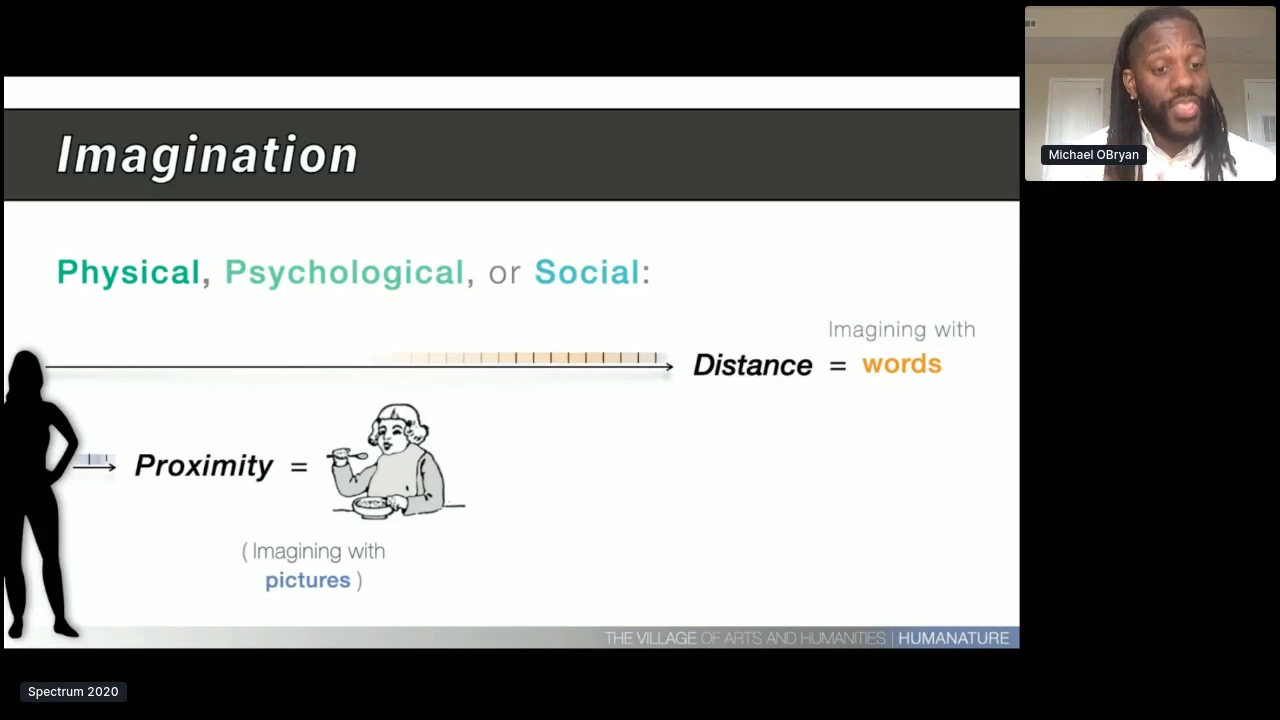 Imagination
Michael OBryan
Physical, Psychological, or Social:
Imagining with
Distance = words
Proximity =
( Imagining with
pictures )
THE VILLAGE OF ARTS AND HUMANITIES | HUMANATURE
Spectrum 2020